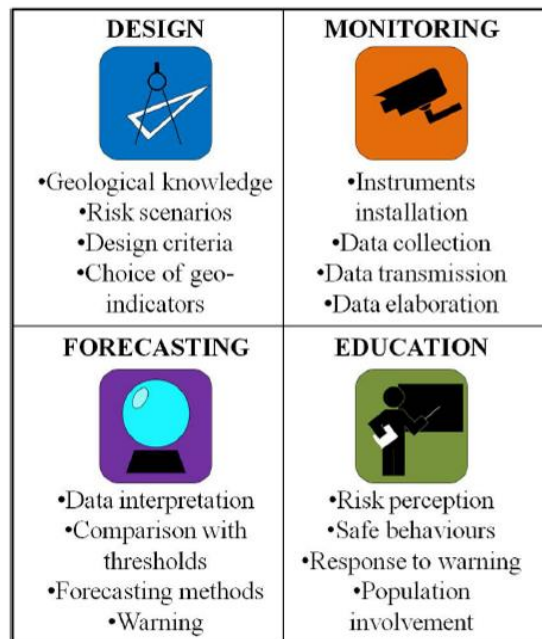 DESIGN
•Geological knowledge
•Risk scenarios
•Design criteria
•Choice of geo-
indicators
MONITORING
•Instruments
installation
•Data collection
•Data transmission
•Data elaboration
FORECASTING
•Data interpretation
•Comparison with
thresholds
•Forecasting methods
•Warning
EDUCATION
•Risk perception
•Safe behaviours
•Response to warning
•Population
involvement